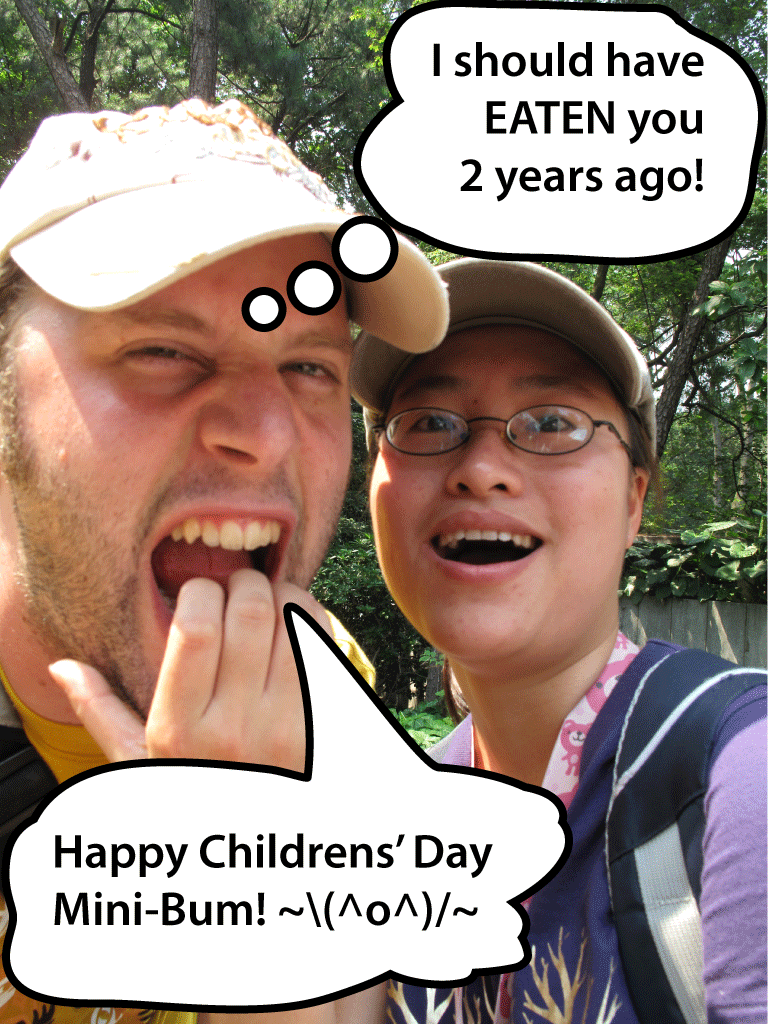 I should have
EATEN you
2 years ago!
Happy Childrens’ Day
Mini-Bum! ~\(^o^)/~